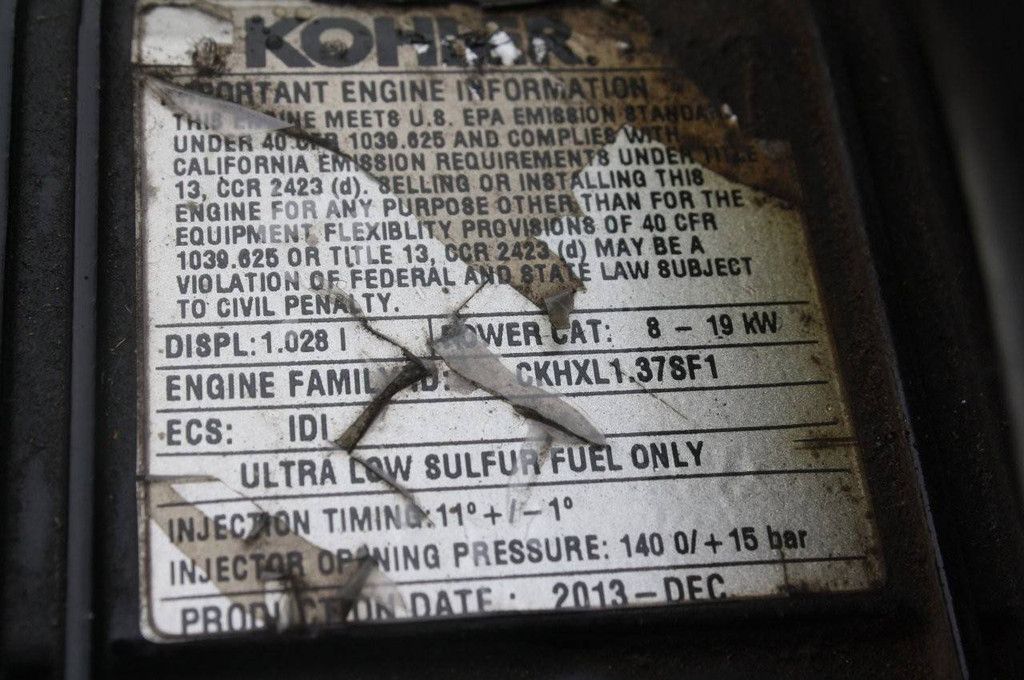 KOHLER.
IMPORTANT ENGINE INFORMATION
THIS ENGINE MEETS U.S. EPA EMISSION STANDARDS
UNDER 40 CFR 1039.625 AND COMPLIES WITH
CALIFORNIA EMISSION REQUIREMENTS UNDER TITLE
13, CCR 2423 (d). SELLING OR INSTALLING THIS
ENGINE FOR ANY PURPOSE OTHER THAN FOR THE
EQUIPMENT FLEXIBLITY PROVISIONS OF 40 CFR
1039.625 OR TITLE 13, CCR 2423 (d) MAY BE A
VIOLATION OF FEDERAL AND STATE LAW SUBJECT
TO CIVIL PENALTY.
DISPL: 1.028 l POWER CAT: 8 – 19 kW
ENGINE FAMILY ID: CKHXL1.37SF1
ECS: IDI
ULTRA LOW SULFUR FUEL ONLY
INJECTION TIMING: 11° + / – 1°
INJECTOR OPENING PRESSURE: 140 0/ + 15 bar
PRODUCTION DATE : 2013 – DEC.